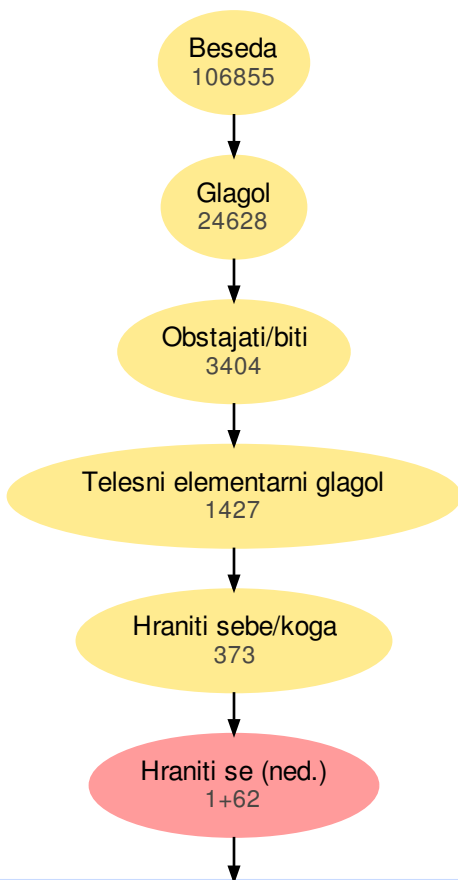 Beseda
106855
Glagol
24628
Obstajati/biti
3404
Telesni elementarni glagol
1427
Hraniti sebe/koga
373
Hraniti se (ned.)
1+62